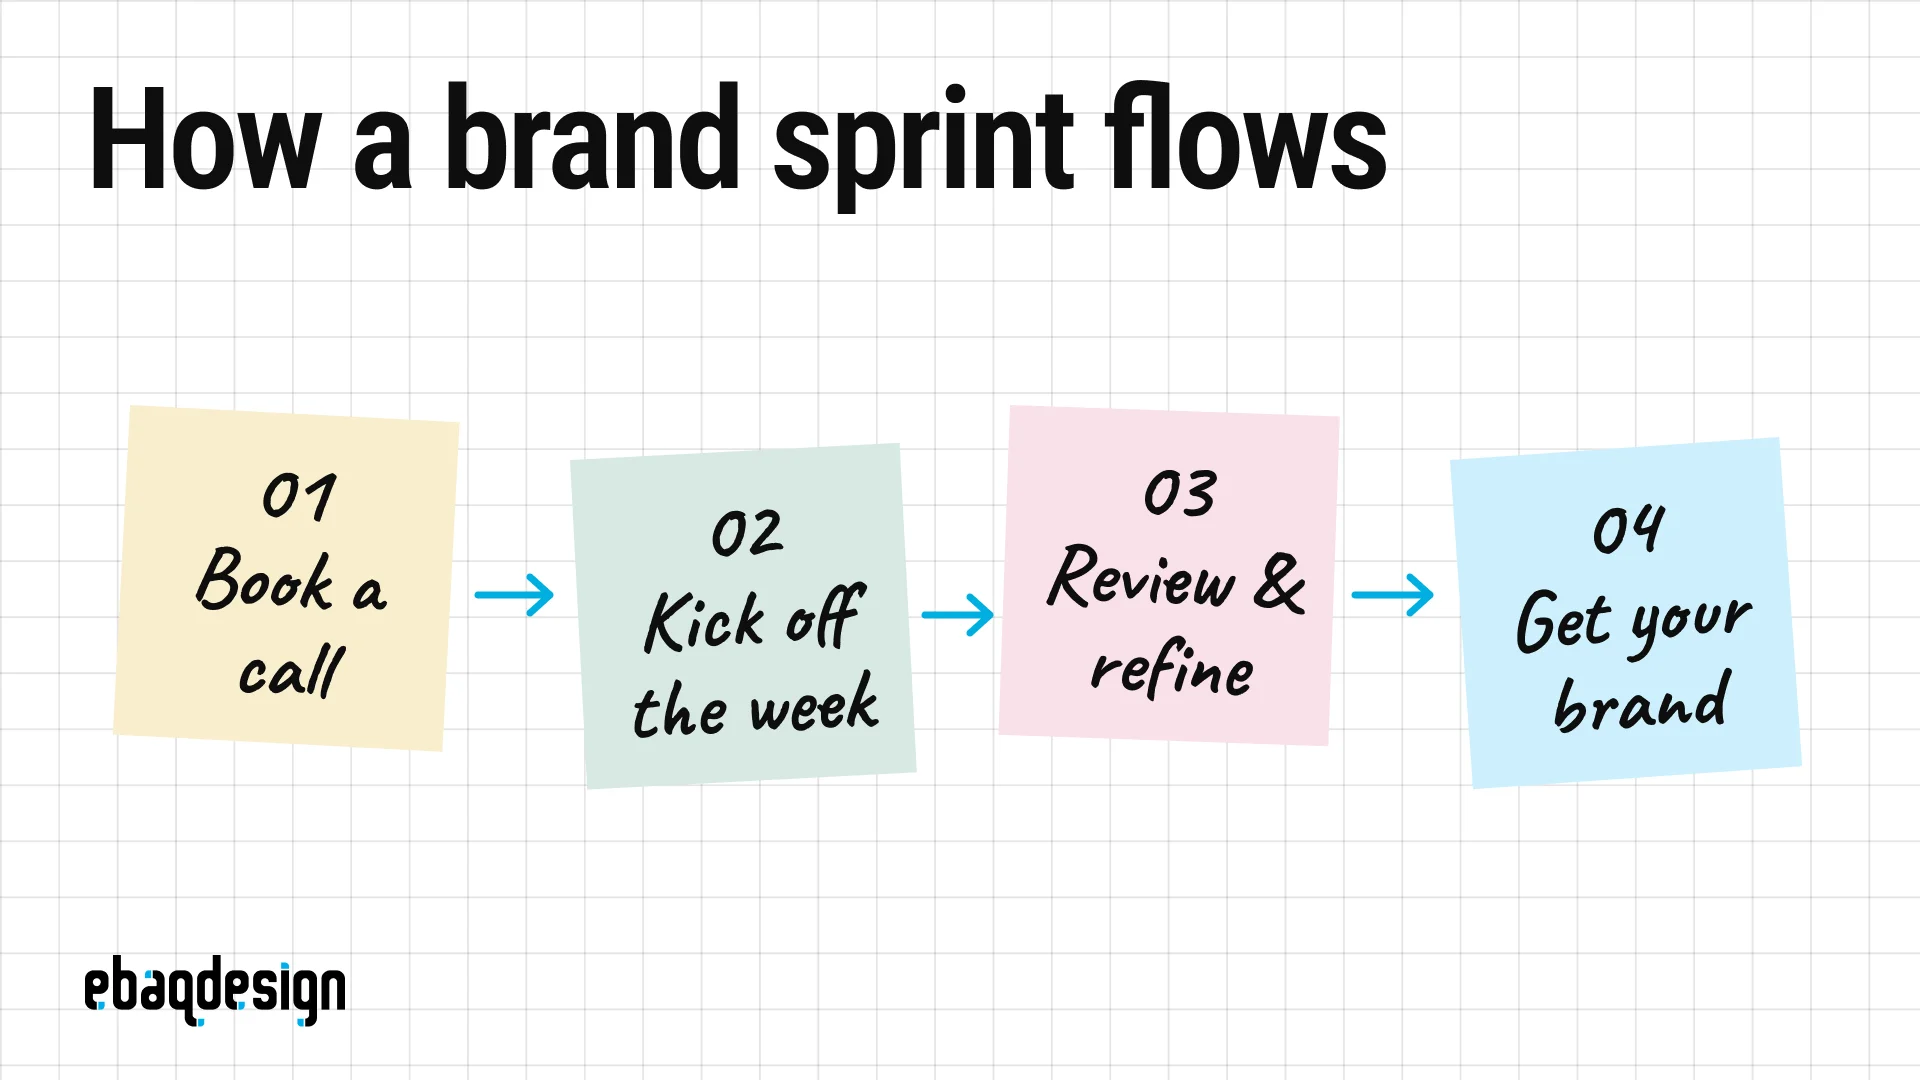 How a brand sprint flows
01
Book a
call
02
Kick off
the week
03
Review &
refine
04
Get your
brand
ebaqdesign